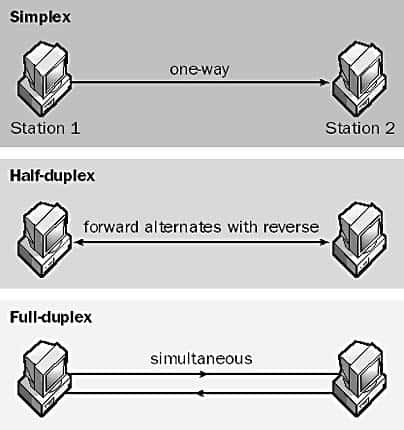 Simplex
one-way
Station 1
Station 2
Half-duplex
forward alternates with reverse
Full-duplex
simultaneous